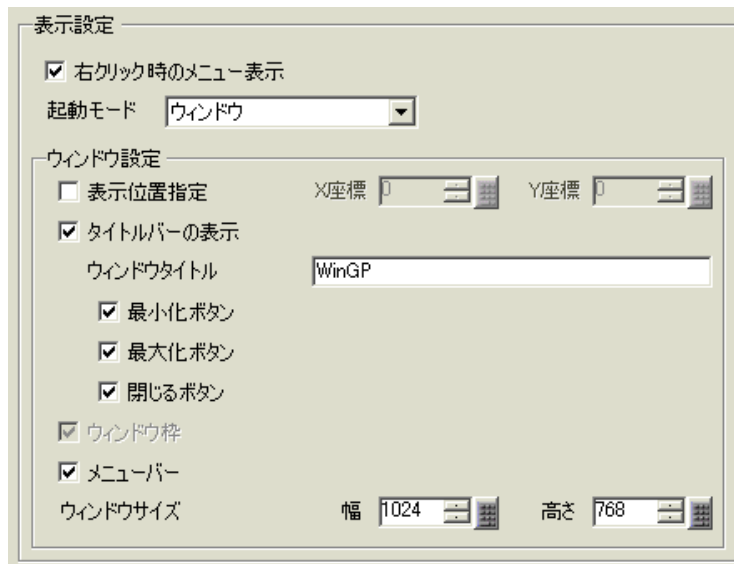 表示設定
右クリック時のメニュー表示
起動モード ウィンドウ
ウィンドウ設定
表示位置指定 X座標 0 Y座標 0
タイトルバーの表示
ウィンドウタイトル WinGP
最小化ボタン
最大化ボタン
閉じるボタン
ウィンドウ枠
メニューバー
ウィンドウサイズ 幅 1024 高さ 768